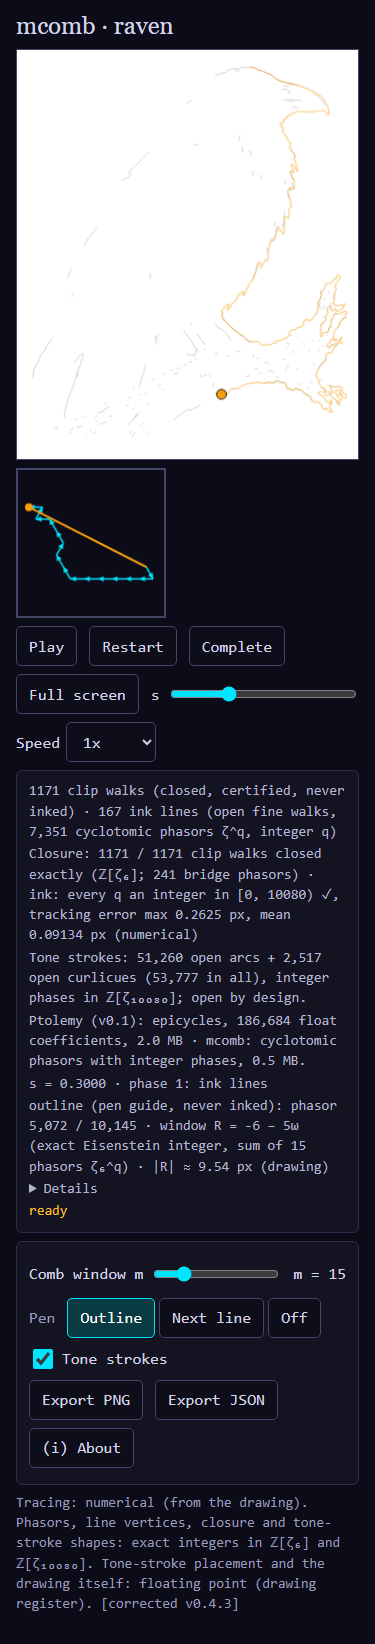 mcomb · raven
Play Restart Complete
Full screen s
Speed 1x
1171 clip walks (closed, certified, never
inked) · 167 ink lines (open fine walks,
7,351 cyclotomic phasors ζ^q, integer q)
Closure: 1171 / 1171 clip walks closed
exactly (ℤ[ζ₆]; 241 bridge phasors) ·
ink: every q an integer in [0, 10080) ✓,
tracking error max 0.2625 px, mean
0.09134 px (numerical)
Tone strokes: 51,260 open arcs + 2,517
open curlicues (53,777 in all), integer
phases in ℤ[ζ₁₀₀₈₀]; open by design.
Ptolemy (v0.1): epicycles, 186,684 float
coefficients, 2.0 MB · mcomb: cyclotomic
phasors with integer phases, 0.5 MB.
s = 0.3000 · phase 1: ink lines
outline (pen guide, never inked): phasor
5,072 / 10,145 · window R = -6 − 5ω
(exact Eisenstein integer, sum of 15
phasors ζ₆^q) · |R| ≈ 9.54 px (drawing)
▶ Details
ready
Comb window m m = 15
Pen Outline Next line Off
Tone strokes
Export PNG Export JSON
(i) About
Tracing: numerical (from the drawing).
Phasors, line vertices, closure and tone-
stroke shapes: exact integers in ℤ[ζ₆] and
ℤ[ζ₁₀₀₈₀]. Tone-stroke placement and the
drawing itself: floating point (drawing
register). [corrected v0.4.3]